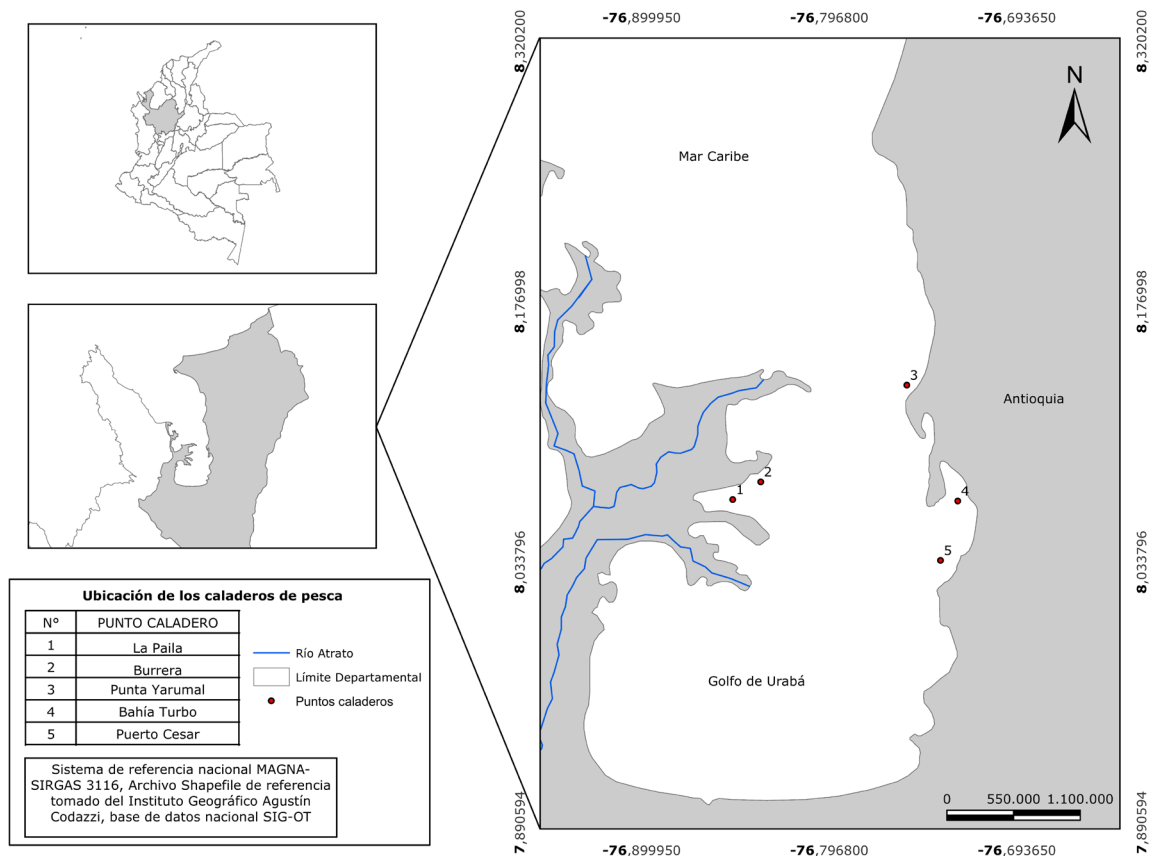 -76,899950 -76,796800 -76,693650
8,320200
8,320200
N
Mar Caribe
8,176998
8,176998
3
Antioquia
2
1
4
5
8,033796
8,033796
Golfo de Urabá
0 550.000 1.100.000
7,890594
7,890594
-76,899950 -76,796800 -76,693650
Ubicación de los caladeros de pesca
N° PUNTO CALADERO
1 La Paila
2 Burrera
3 Punta Yarumal
4 Bahía Turbo
5 Puerto Cesar
Río Atrato
Límite Departamental
Puntos caladeros
Sistema de referencia nacional MAGNA-
SIRGAS 3116, Archivo Shapefile de referencia
tomado del Instituto Geográfico Agustín
Codazzi, base de datos nacional SIG-OT